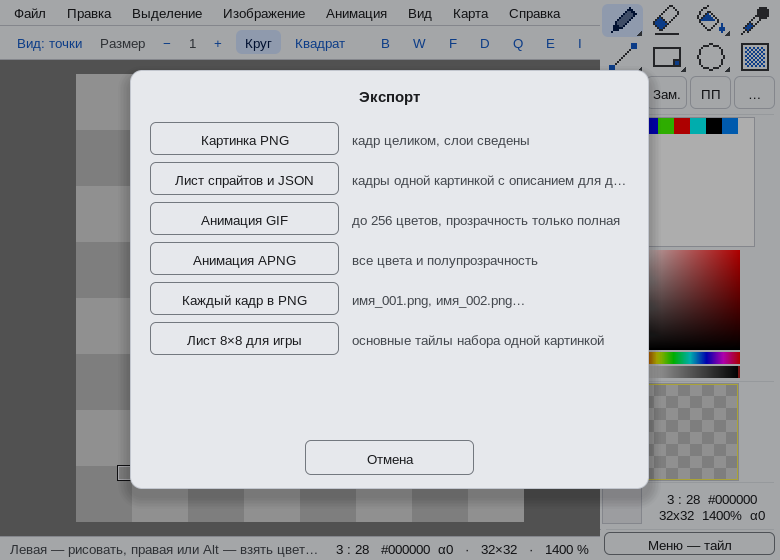 Файл Правка Выделение Изображение Анимация Вид Карта Справка
Вид: точки Размер − 1 + Круг Квадрат B W F D Q E I
Зам. ПП ...
Экспорт
Картинка PNG кадр целиком, слои сведены
Лист спрайтов и JSON кадры одной картинкой с описанием для д…
Анимация GIF до 256 цветов, прозрачность только полная
Анимация APNG все цвета и полупрозрачность
Каждый кадр в PNG имя_001.png, имя_002.png…
Лист 8×8 для игры основные тайлы набора одной картинкой
Отмена
3 : 28 #000000
32x32 1400% α0
Левая — рисовать, правая или Alt — взять цвет… 3 : 28 #000000 α0 · 32×32 · 1400 %
Меню — тайл